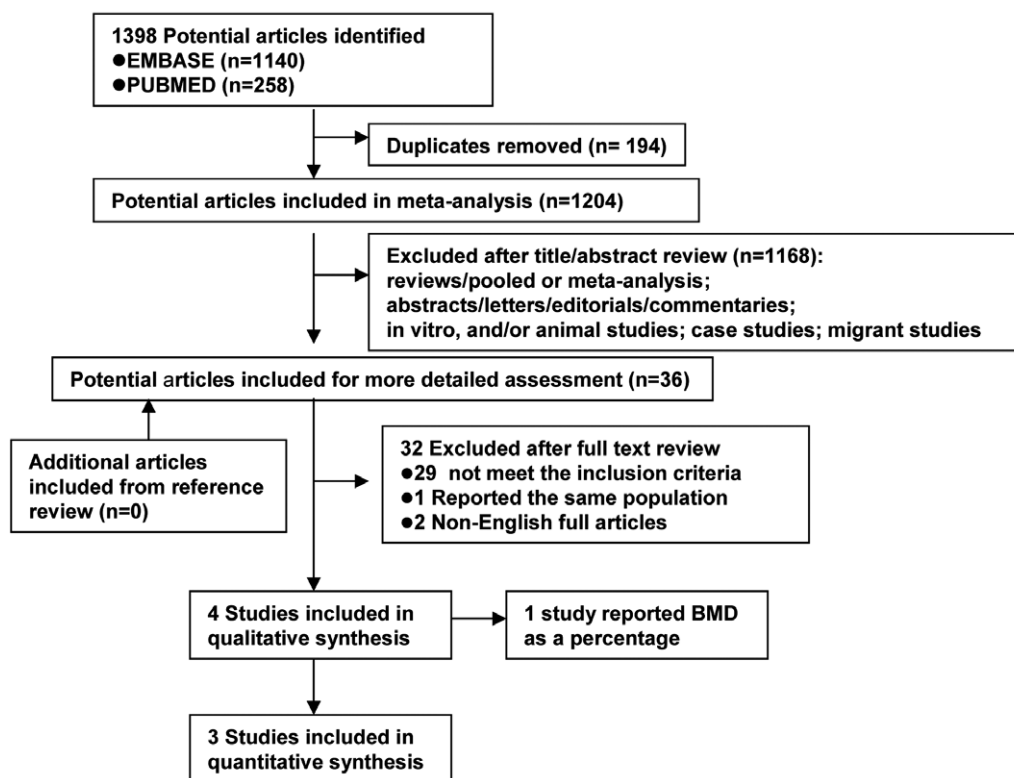 1398 Potential articles identified
●EMBASE (n=1140)
●PUBMED (n=258)
Duplicates removed (n= 194)
Potential articles included in meta-analysis (n=1204)
Excluded after title/abstract review (n=1168):
reviews/pooled or meta-analysis;
abstracts/letters/editorials/commentaries;
in vitro, and/or animal studies; case studies; migrant studies
Potential articles included for more detailed assessment (n=36)
Additional articles
included from reference
review (n=0)
32 Excluded after full text review
●29  not meet the inclusion criteria
●1 Reported the same population
●2 Non-English full articles
4 Studies included in
qualitative synthesis
1 study reported BMD
as a percentage
3 Studies included in
quantitative synthesis